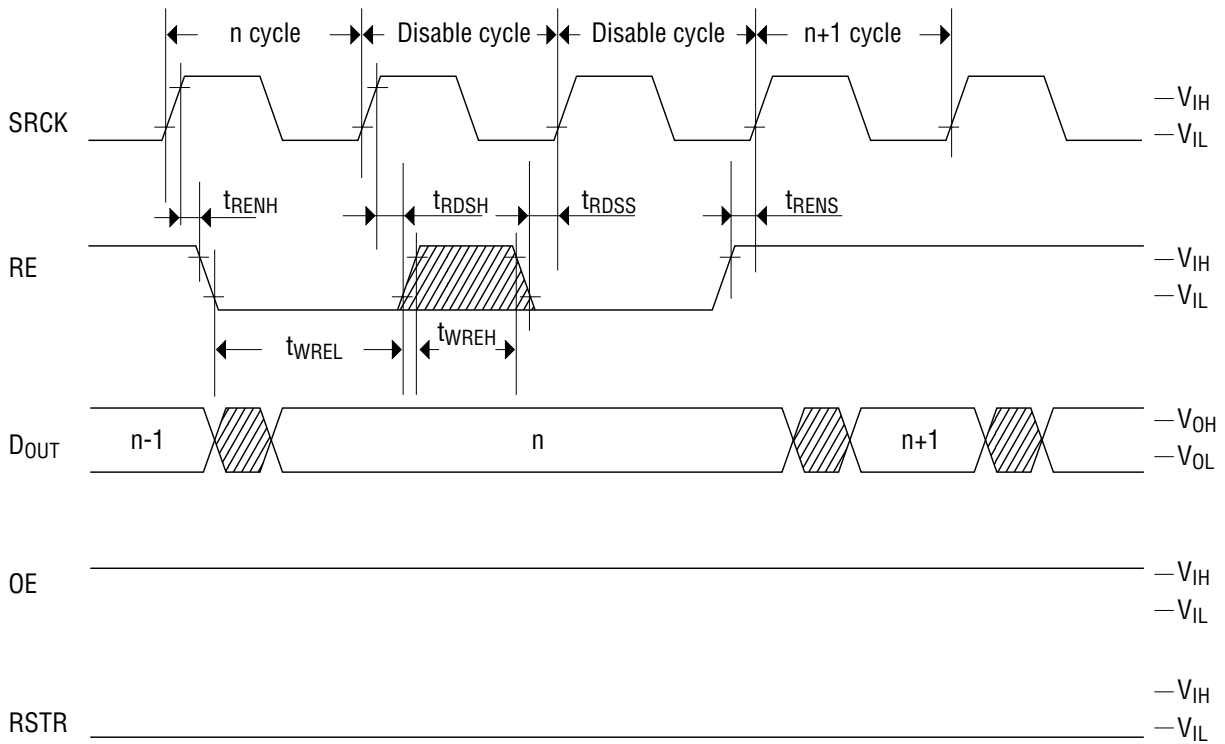 n cycle Disable cycle Disable cycle n+1 cycle
SRCK —VIH
—VIL
tRENH tRDSH tRDSS tRENS
RE —VIH
—VIL
tWREL tWREH
DOUT n-1 n n+1 —VOH
—VOL
OE —VIH
—VIL
—VIH
RSTR —VIL